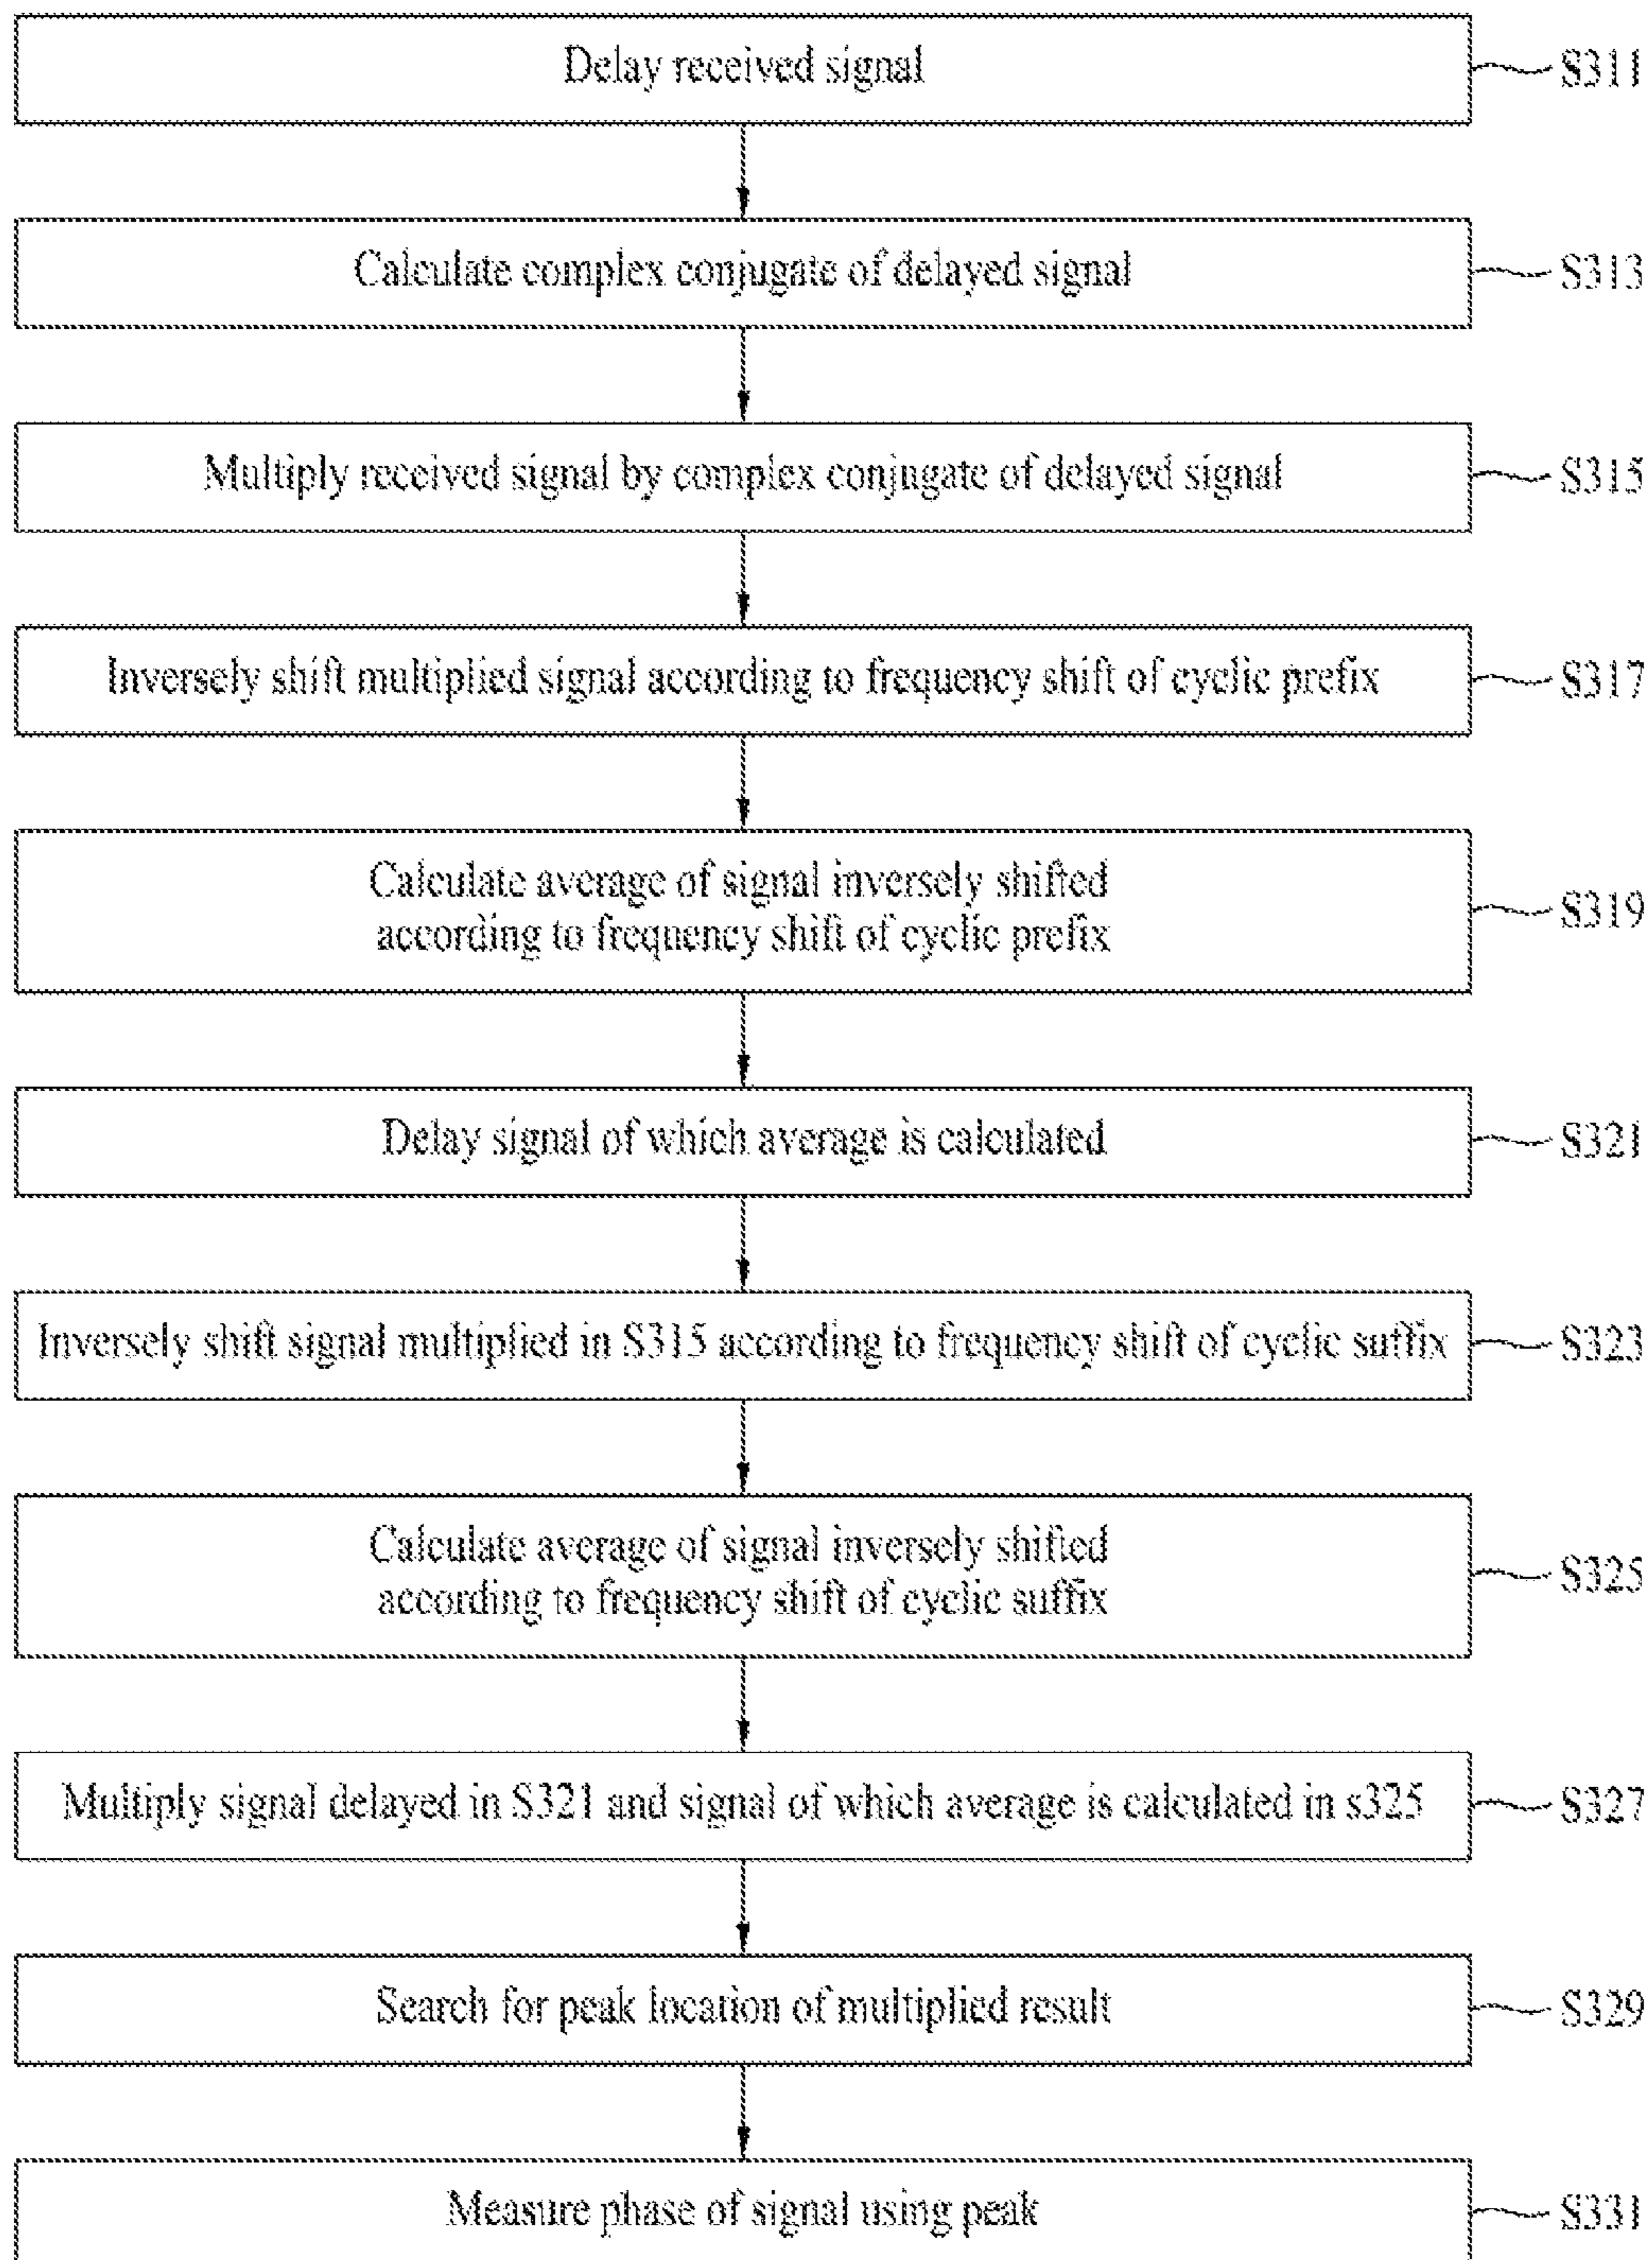 Delay received signal
S311
Calculate complex conjugate of delayed signal
S313
Multiply received signal by complex conjugate of delayed signal
S315
Inversely shift multiplied signal according to frequency shift of cyclic prefix
S317
Calculate average of signal inversely shifted
according to frequency shift of cyclic prefix
S319
Delay signal of which average is calculated
S321
Inversely shift signal multiplied in S315 according to frequency shift of cyclic suffix
S323
Calculate average of signal inversely shifted
according to frequency shift of cyclic suffix
S325
Multiply signal delayed in S321 and signal of which average is calculated in s325
S327
Search for peak location of multiplied result
S329
Measure phase of signal using peak
S331